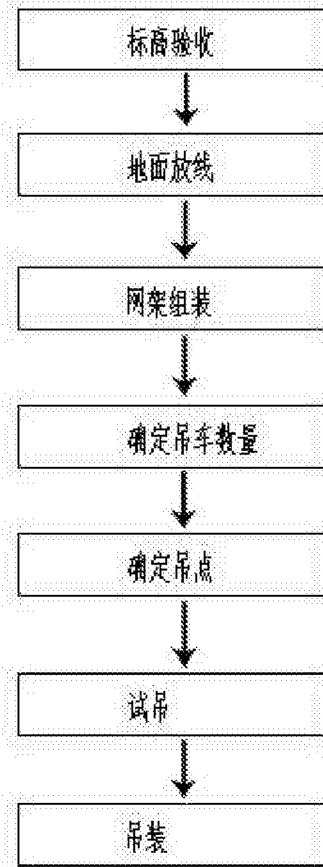 标高验收
地面放线
网架组装
确定吊车数量
确定吊点
试吊
吊装